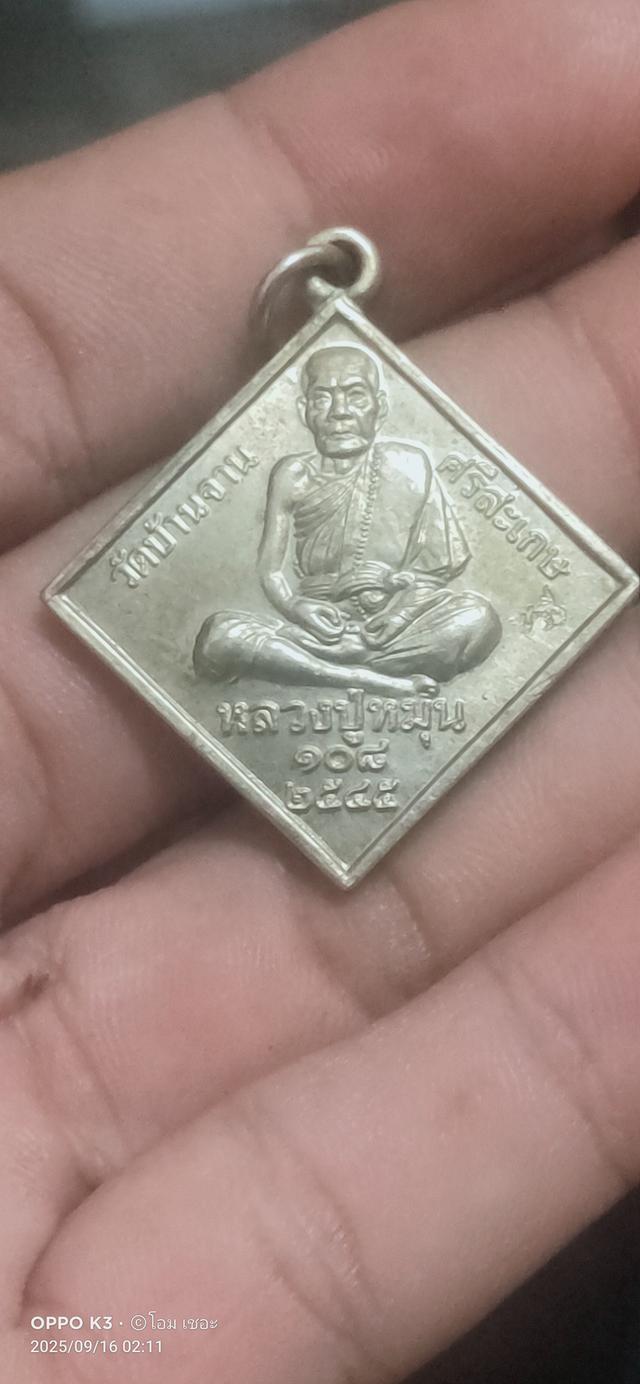 วัดบ้านจาน
ศรีสะเกษ
หลวงปู่หมุน
๑๐๘
๒๕๔๕
OPPO K3 · ©โอม เชอะ
2025/09/16 02:11